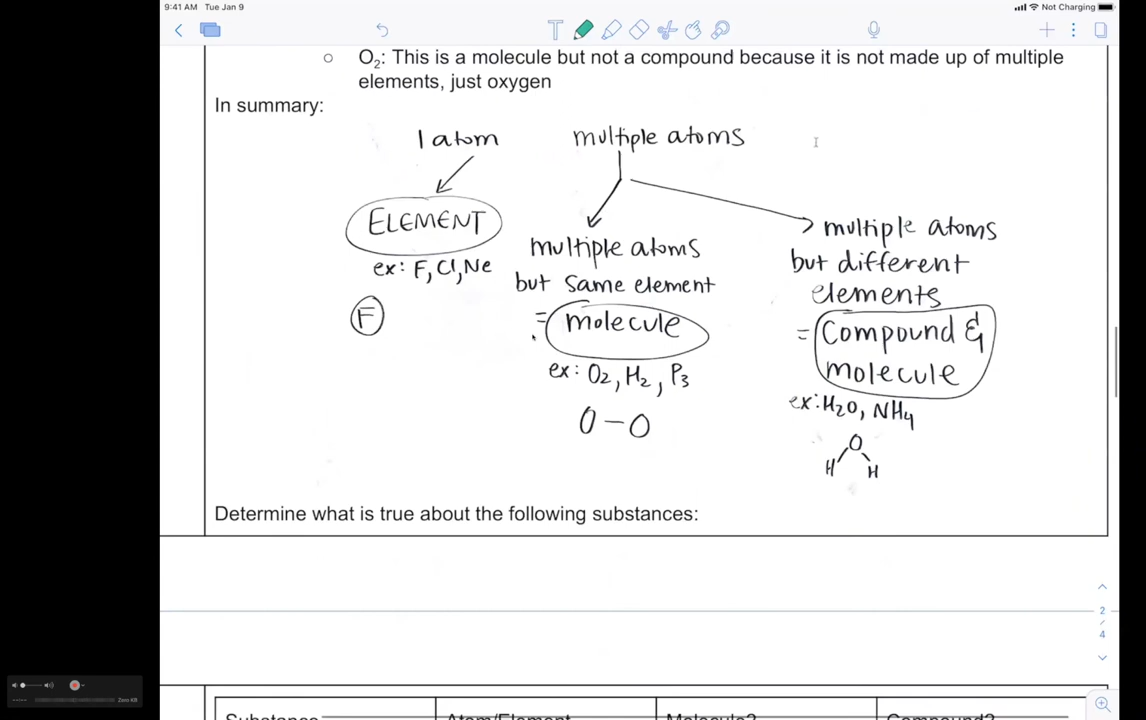 9:41 AM Tue Jan 9
Not Charging
T
O₂: This is a molecule but not a compound because it is not made up of multiple
elements, just oxygen
In summary:
1 atom
multiple atoms
ELEMENT
ex: F, Cl, Ne
F
multiple atoms
but same element
= molecule
ex: O₂, H₂, P₃
O – O
multiple atoms
but different
elements
= Compound &
molecule
ex: H₂O, NH₄
O
H H
Determine what is true about the following substances:
2
/
4
Substance Atom/Element Molecule? Compound?
Zero KB